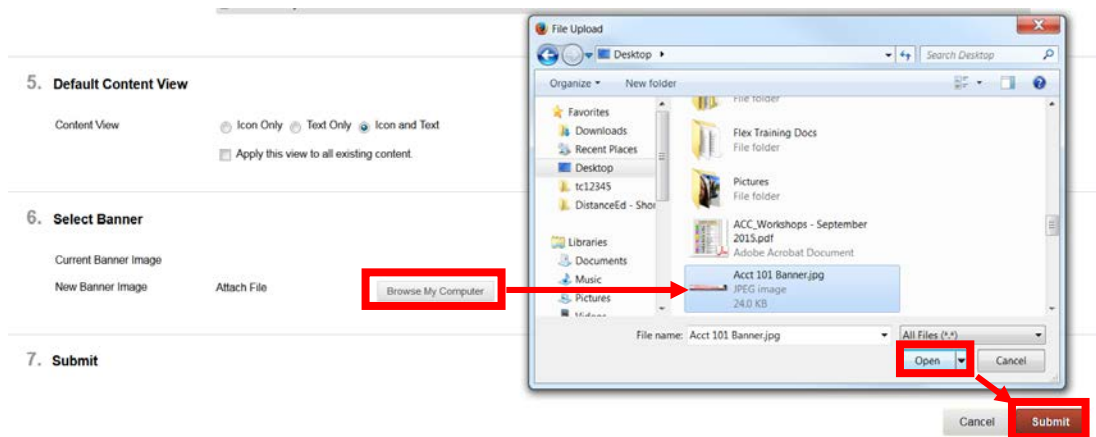 5. Default Content View
Content View
Icon Only Text Only Icon and Text
Apply this view to all existing content.
6. Select Banner
Current Banner Image
New Banner Image Attach File Browse My Computer
7. Submit
Cancel Submit
File Upload
Desktop
Search Desktop
Organize New folder
Favorites
Downloads
Recent Places
Desktop
tc12345
DistanceEd - Shor
Libraries
Documents
Music
Pictures
Videos
File folder
Flex Training Docs
File folder
Pictures
File folder
ACC_Workshops - September
2015.pdf
Adobe Acrobat Document
Acct 101 Banner.jpg
JPEG image
24.0 KB
File name: Acct 101 Banner.jpg All Files (*.*)
Open Cancel